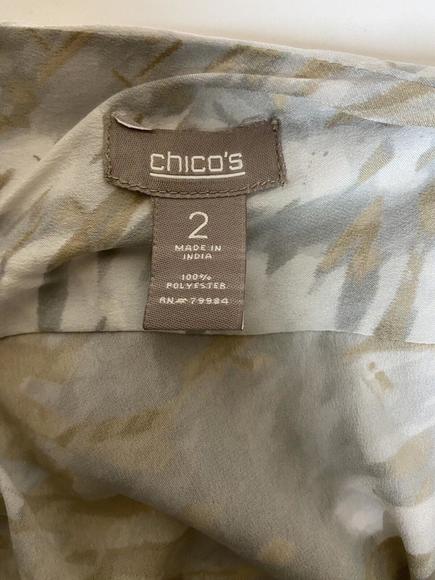 chico's
2
MADE IN
INDIA
100%
POLYESTER
RN# 79984